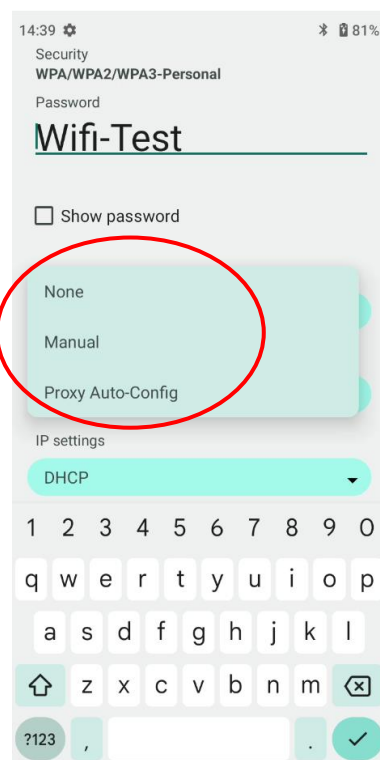 14:39 81%
Security
WPA/WPA2/WPA3-Personal
Password
Wifi-Test
Show password
None
Manual
Proxy Auto-Config
IP settings
DHCP
1 2 3 4 5 6 7 8 9 0
q w e r t y u i o p
a s d f g h j k l
z x c v b n m
?123 , .